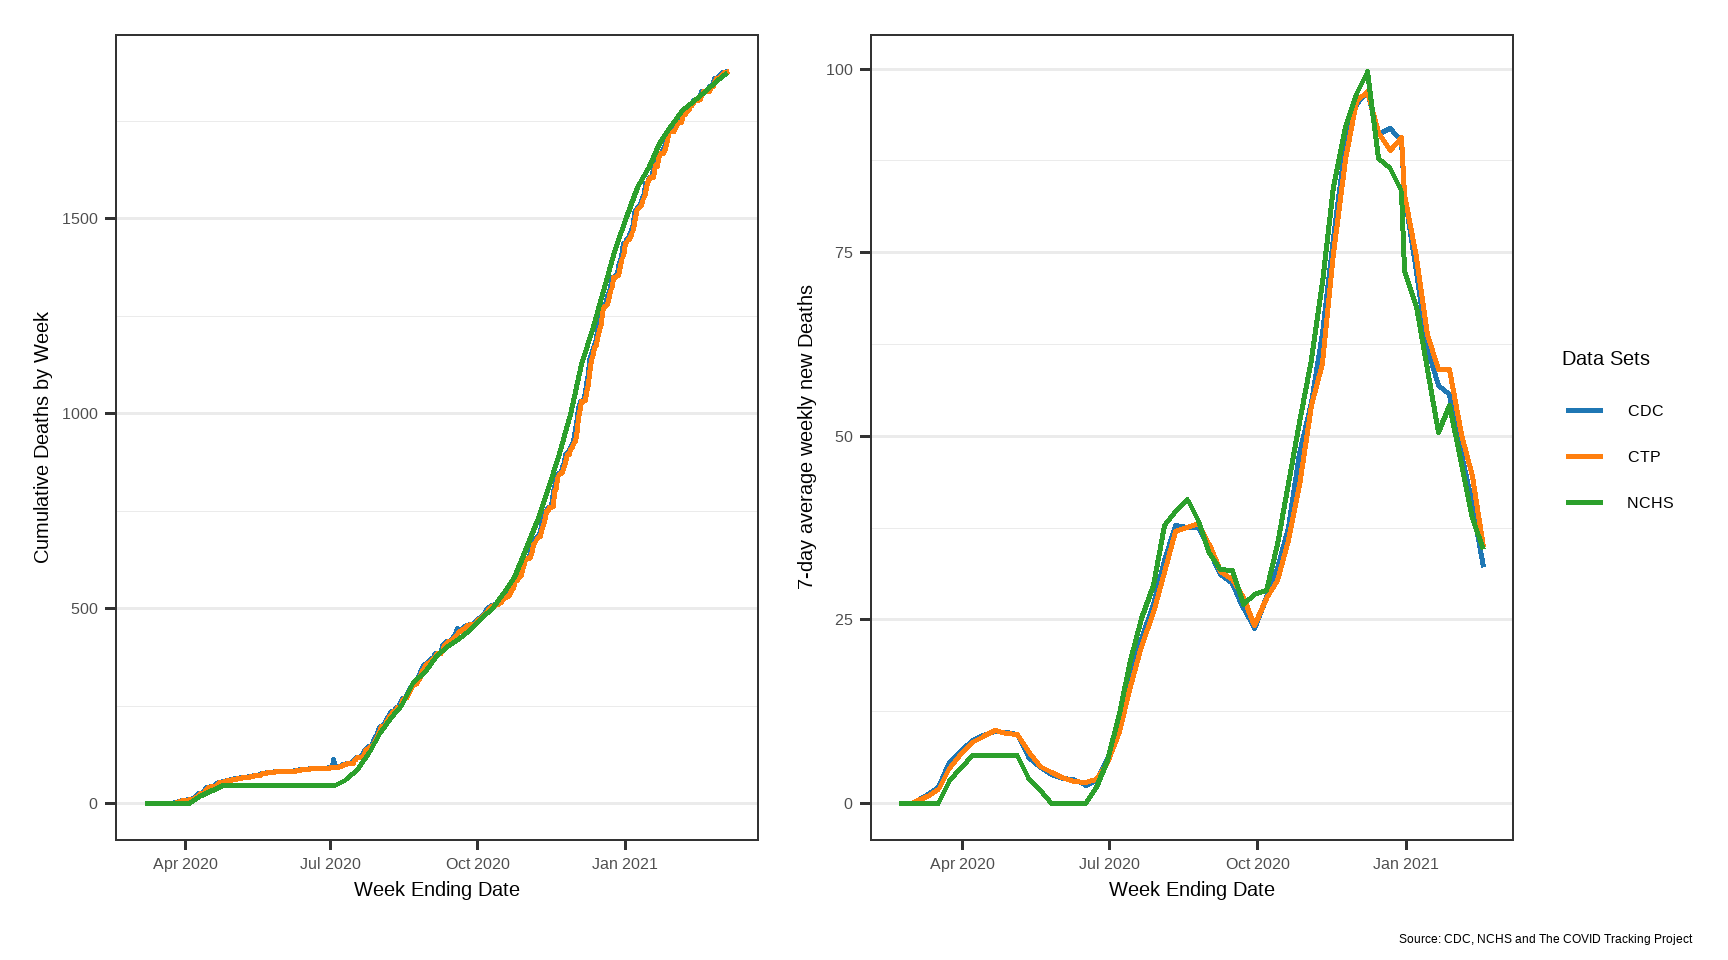 Cumulative Deaths by Week
1500
1000
500
0
Apr 2020
Jul 2020
Oct 2020
Jan 2021
Week Ending Date
7-day average weekly new Deaths
100
75
50
25
0
Apr 2020
Jul 2020
Oct 2020
Jan 2021
Week Ending Date
Data Sets
CDC
CTP
NCHS
Source: CDC, NCHS and The COVID Tracking Project